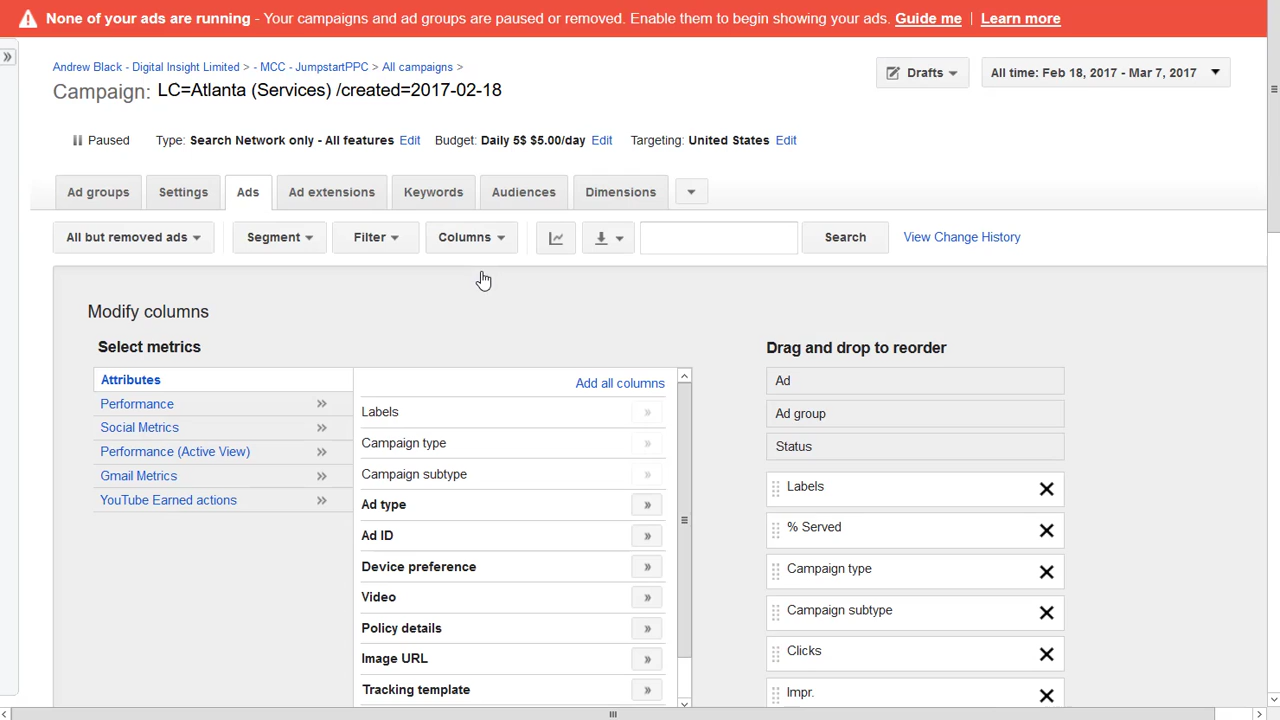 None of your ads are running - Your campaigns and ad groups are paused or removed. Enable them to begin showing your ads. Guide me | Learn more
Andrew Black - Digital Insight Limited > - MCC - JumpstartPPC > All campaigns >
Drafts
All time: Feb 18, 2017 - Mar 7, 2017
Campaign: LC=Atlanta (Services) /created=2017-02-18
Paused Type: Search Network only - All features Edit Budget: Daily 5$ $5.00/day Edit Targeting: United States Edit
Ad groups Settings Ads Ad extensions Keywords Audiences Dimensions
All but removed ads Segment Filter Columns Search View Change History
Modify columns
Select metrics
Attributes
Performance »
Social Metrics »
Performance (Active View) »
Gmail Metrics »
YouTube Earned actions »
Add all columns
Labels »
Campaign type »
Campaign subtype »
Ad type »
Ad ID »
Device preference »
Video »
Policy details »
Image URL »
Tracking template »
Drag and drop to reorder
Ad
Ad group
Status
Labels
% Served
Campaign type
Campaign subtype
Clicks
Impr.